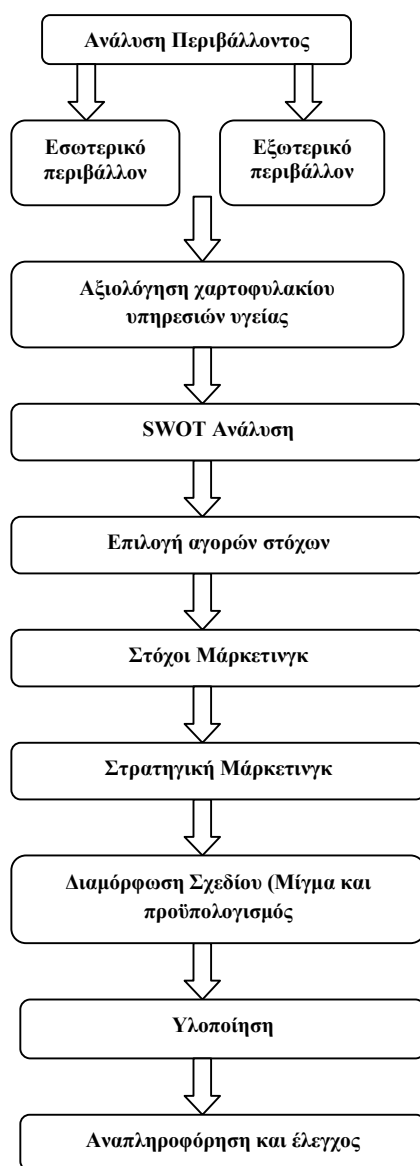 Ανάλυση Περιβάλλοντος
Εσωτερικό
περιβάλλον
Εξωτερικό
περιβάλλον
Αξιολόγηση χαρτοφυλακίου
υπηρεσιών υγείας
SWOT Ανάλυση
Επιλογή αγορών στόχων
Στόχοι Μάρκετινγκ
Στρατηγική Μάρκετινγκ
Διαμόρφωση Σχεδίου (Μίγμα και
προϋπολογισμός
Υλοποίηση
Αναπληροφόρηση και έλεγχος